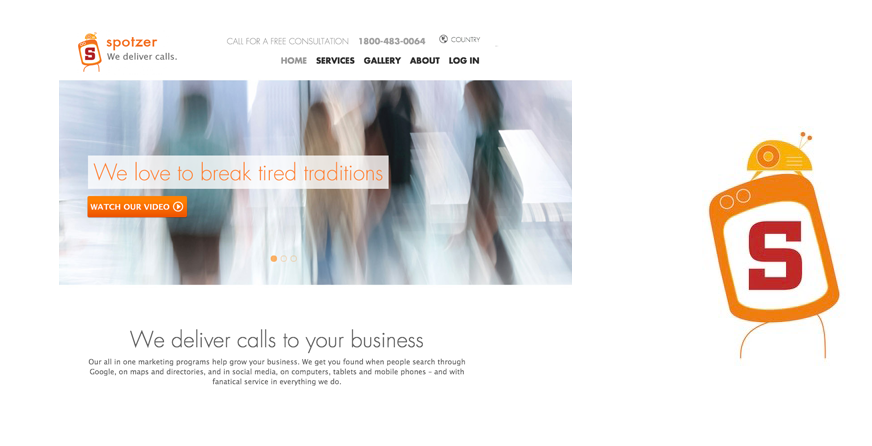 spotzer
We deliver calls.
CALL FOR A FREE CONSULTATION 1800-483-0064 COUNTRY
HOME SERVICES GALLERY ABOUT LOG IN
S
We love to break tired traditions
WATCH OUR VIDEO
S
We deliver calls to your business
Our all in one marketing programs help grow your business. We get you found when people search through
Google, on maps and directories, and in social media, on computers, tablets and mobile phones – and with
fanatical service in everything we do.